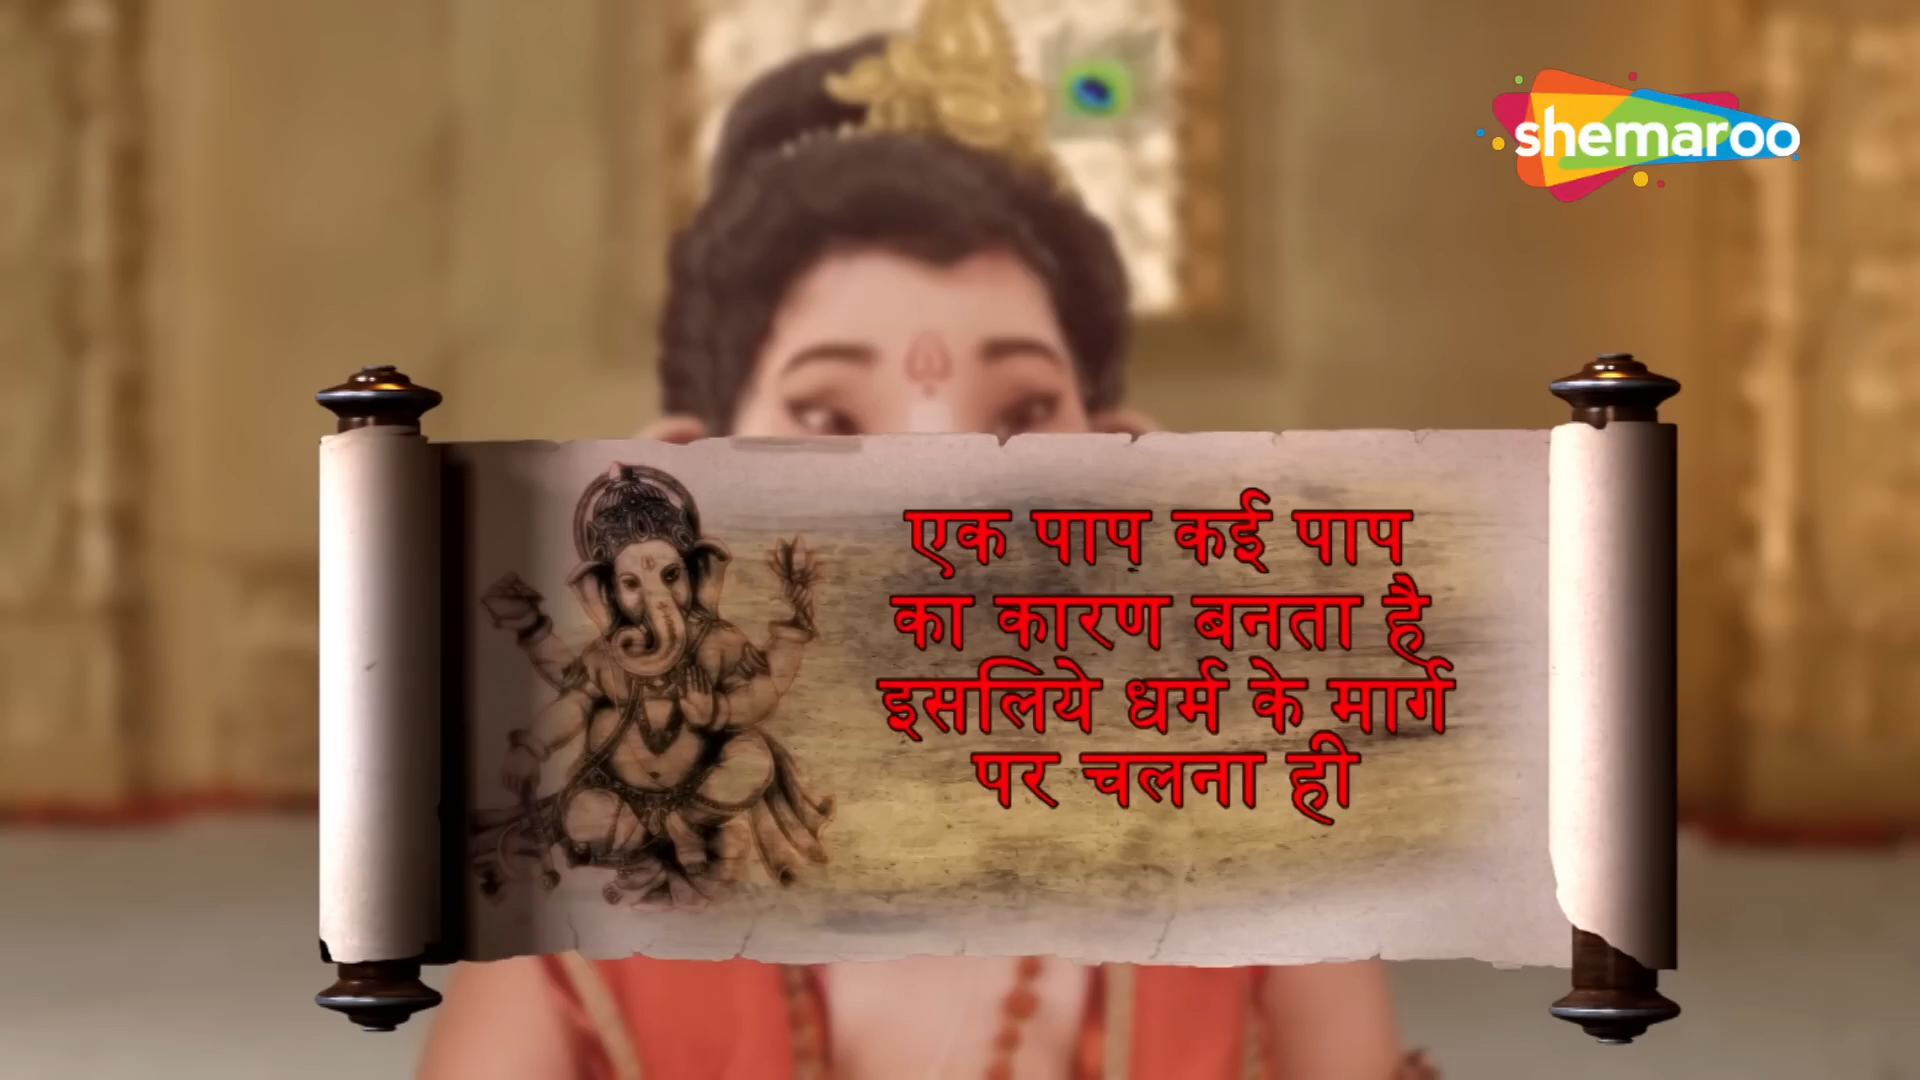 shemaroo
एक पाप कई पाप
का कारण बनता है
इसलिये धर्म के मार्ग
पर चलना ही